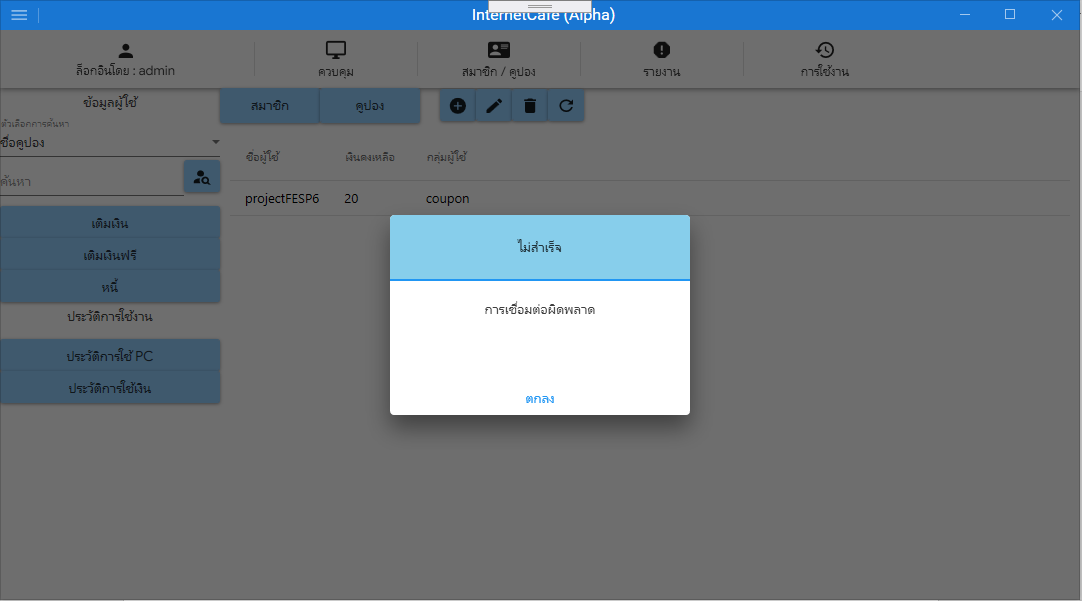 InternetCafe (Alpha)
ล็อกอินโดย : admin
ควบคุม
สมาชิก / คูปอง
รายงาน
การใช้งาน
ข้อมูลผู้ใช้
สมาชิก
คูปอง
ตัวเลือกการค้นหา
ชื่อคูปอง
ค้นหา
ชื่อผู้ใช้ เงินคงเหลือ กลุ่มผู้ใช้
projectFESP6 20 coupon
เติมเงิน
เติมเงินฟรี
หนี้
ประวัติการใช้งาน
ประวัติการใช้ PC
ประวัติการใช้เงิน
ไม่สำเร็จ
การเชื่อมต่อผิดพลาด
ตกลง